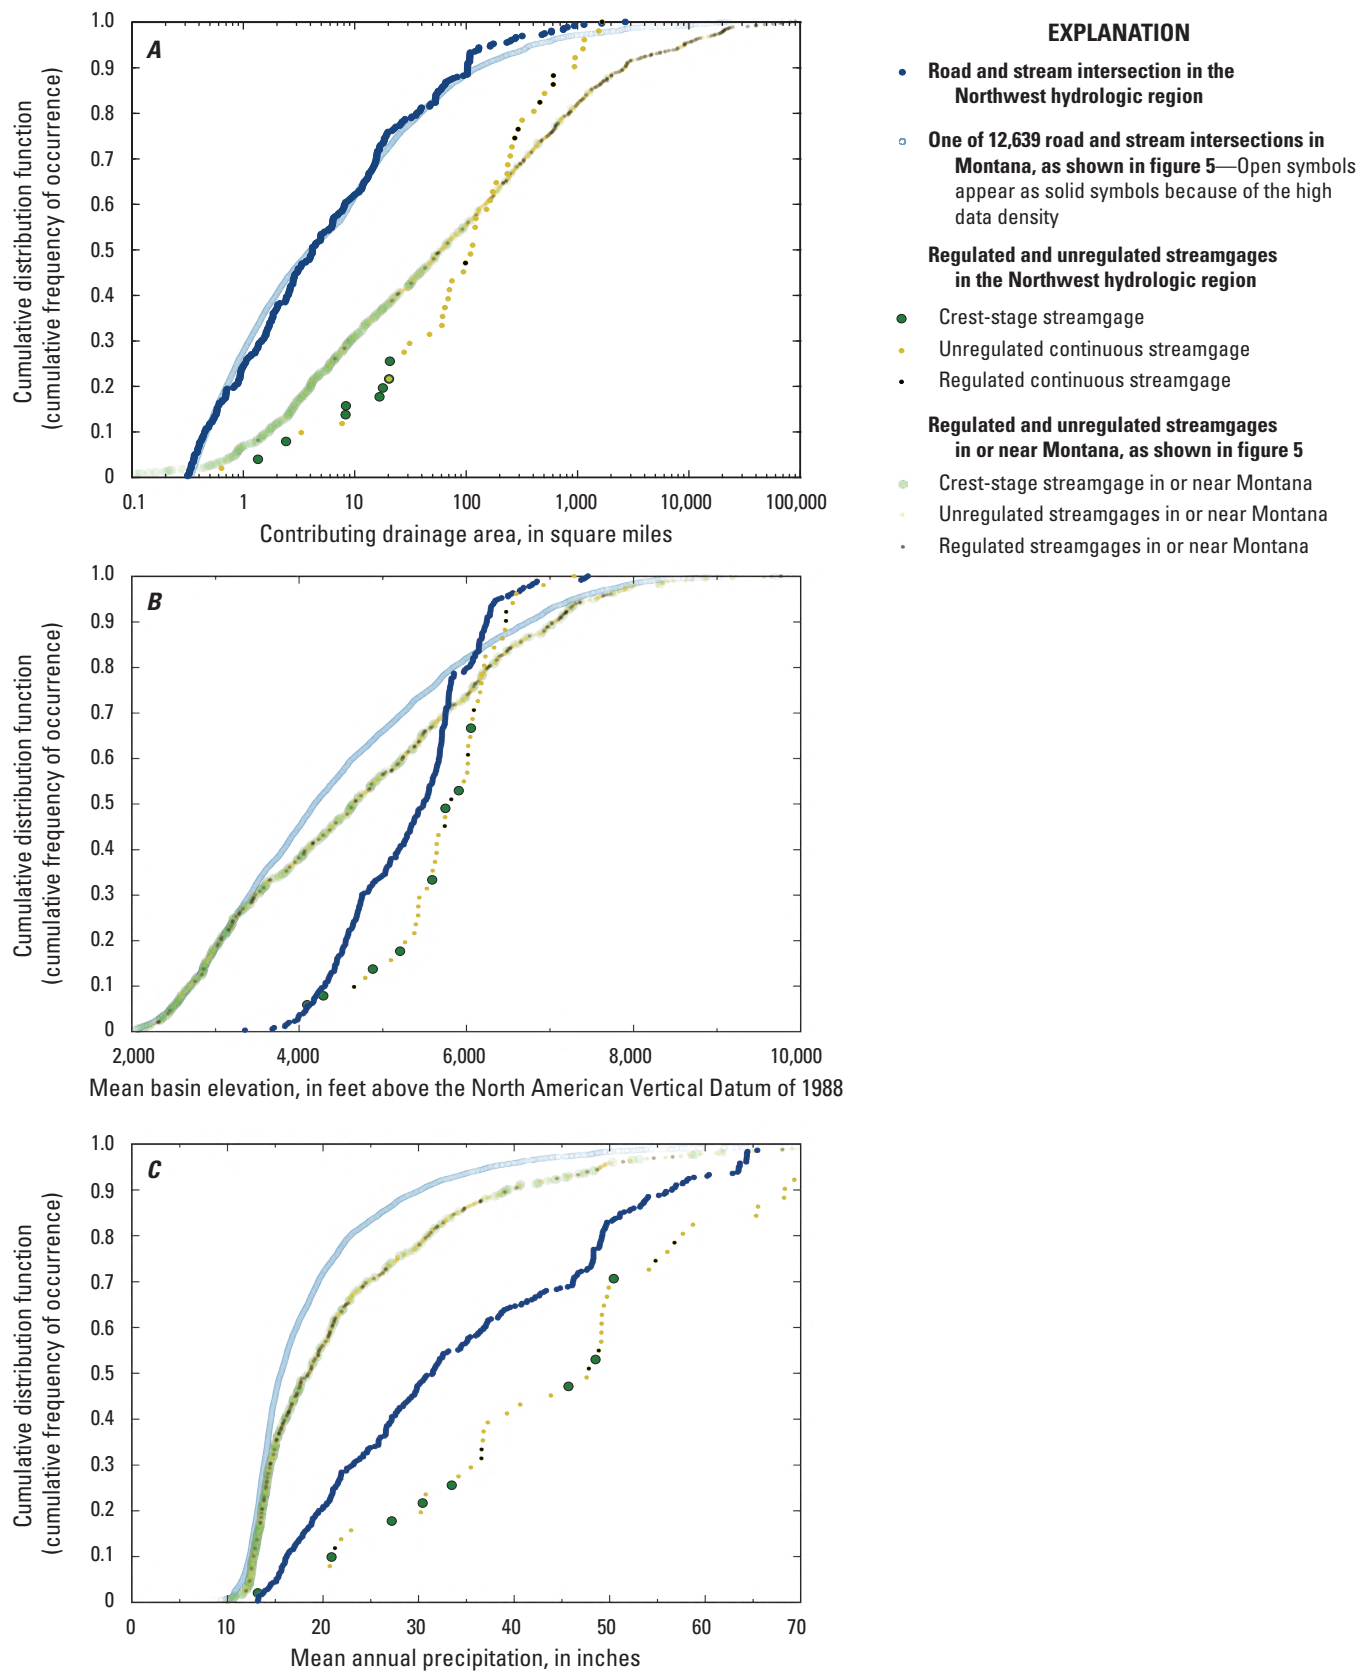 A
1.0
0.9
0.8
0.7
0.6
0.5
0.4
0.3
0.2
0.1
0
Cumulative distribution function
(cumulative frequency of occurrence)
0.1 1 10 100 1,000 10,000 100,000
Contributing drainage area, in square miles
B
1.0
0.9
0.8
0.7
0.6
0.5
0.4
0.3
0.2
0.1
0
Cumulative distribution function
(cumulative frequency of occurrence)
2,000 4,000 6,000 8,000 10,000
Mean basin elevation, in feet above the North American Vertical Datum of 1988
C
1.0
0.9
0.8
0.7
0.6
0.5
0.4
0.3
0.2
0.1
0
Cumulative distribution function
(cumulative frequency of occurrence)
0 10 20 30 40 50 60 70
Mean annual precipitation, in inches
EXPLANATION
Road and stream intersection in the
Northwest hydrologic region
One of 12,639 road and stream intersections in
Montana, as shown in figure 5—Open symbols
appear as solid symbols because of the high
data density
Regulated and unregulated streamgages
in the Northwest hydrologic region
Crest-stage streamgage
Unregulated continuous streamgage
Regulated continuous streamgage
Regulated and unregulated streamgages
in or near Montana, as shown in figure 5
Crest-stage streamgage in or near Montana
Unregulated streamgages in or near Montana
Regulated streamgages in or near Montana